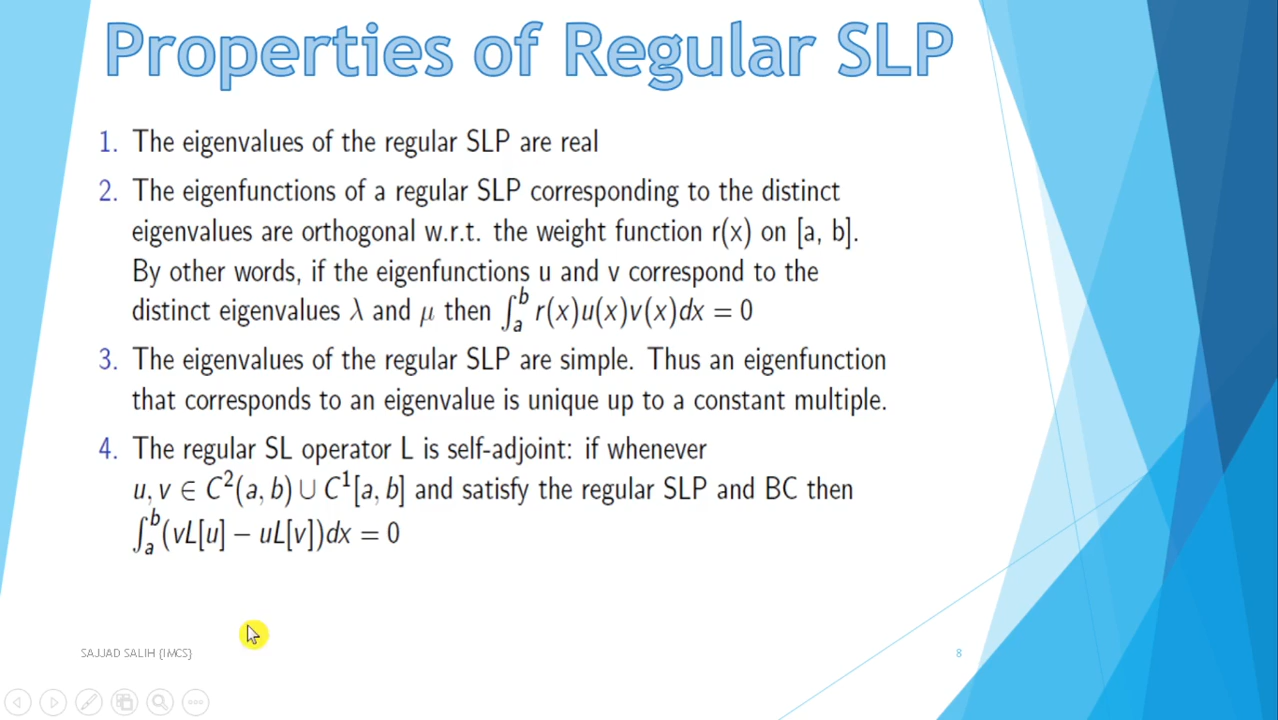 Properties of Regular SLP
1. The eigenvalues of the regular SLP are real
2. The eigenfunctions of a regular SLP corresponding to the distinct
eigenvalues are orthogonal w.r.t. the weight function r(x) on [a, b].
By other words, if the eigenfunctions u and v correspond to the
distinct eigenvalues λ and μ then ∫ₐᵇ r(x)u(x)v(x)dx = 0
3. The eigenvalues of the regular SLP are simple. Thus an eigenfunction
that corresponds to an eigenvalue is unique up to a constant multiple.
4. The regular SL operator L is self-adjoint: if whenever
u, v ∈ C²(a, b) ∪ C¹[a, b] and satisfy the regular SLP and BC then
∫ₐᵇ(vL[u] − uL[v])dx = 0
SAJJAD SALIH {IMCS}
8